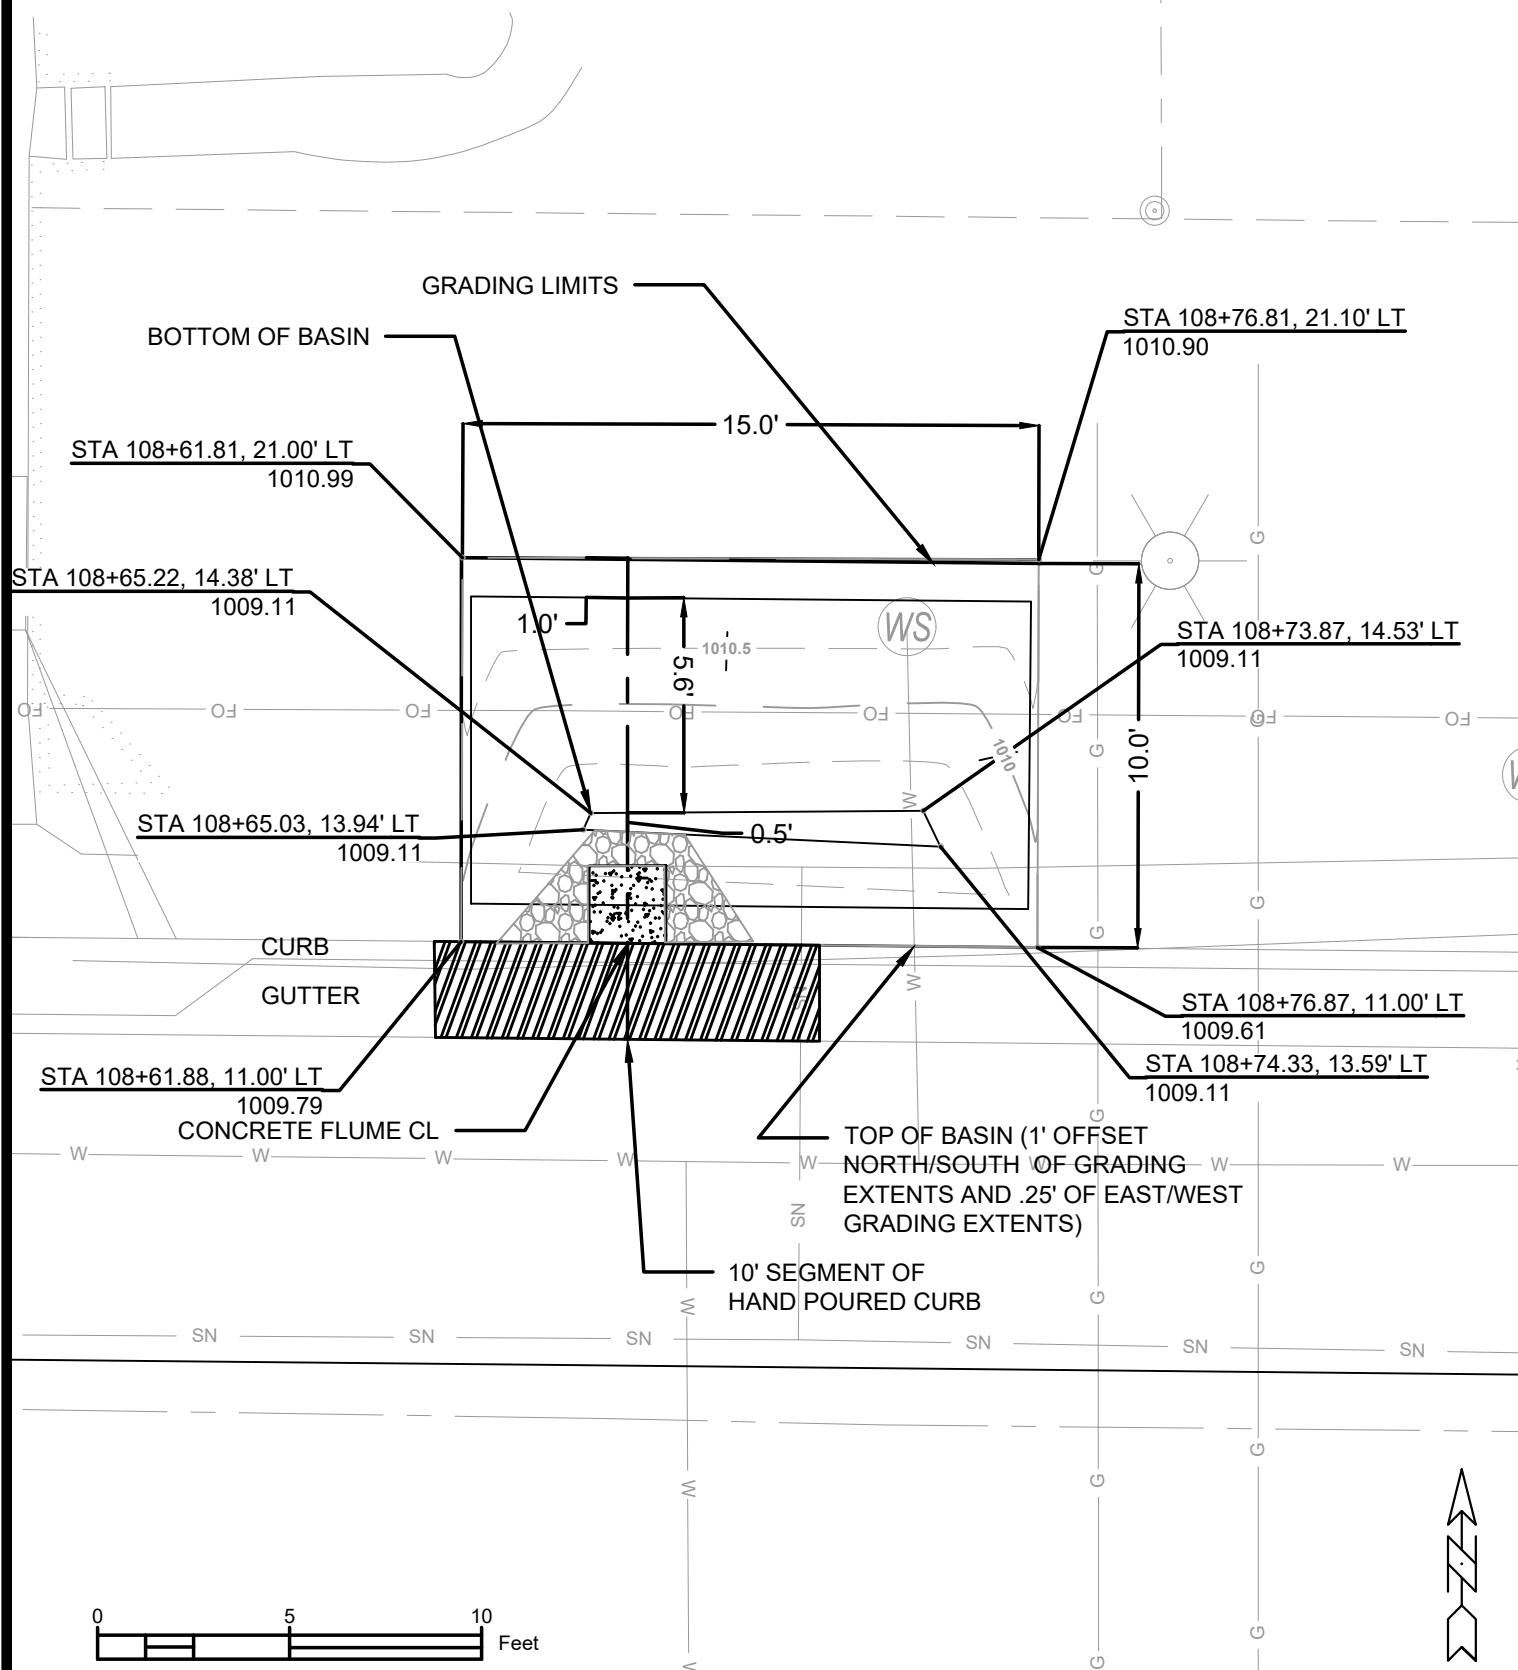 GRADING LIMITS
BOTTOM OF BASIN
STA 108+76.81, 21.10' LT
1010.90
15.0'
STA 108+61.81, 21.00' LT
1010.99
G
G
STA 108+65.22, 14.38' LT
1009.11
1.0'
WS
STA 108+73.87, 14.53' LT
1009.11
1010.5
5.6'
FO
FO
FO
FO
FO
FO
FO
FO
G
G
1010
10.0'
W
STA 108+65.03, 13.94' LT
1009.11
0.5'
G
G
CURB
GUTTER
W
SN
STA 108+76.87, 11.00' LT
1009.61
STA 108+74.33, 13.59' LT
1009.11
STA 108+61.88, 11.00' LT
1009.79
CONCRETE FLUME CL
G
TOP OF BASIN (1' OFFSET
NORTH/SOUTH OF GRADING
EXTENTS AND .25' OF EAST/WEST
GRADING EXTENTS)
W
W
W
W
W
W
W
W
SN
G
G
10' SEGMENT OF
HAND POURED CURB
W
SN
SN
SN
SN
SN
SN
G
G
W
N
0
5
10
Feet
G
G
W